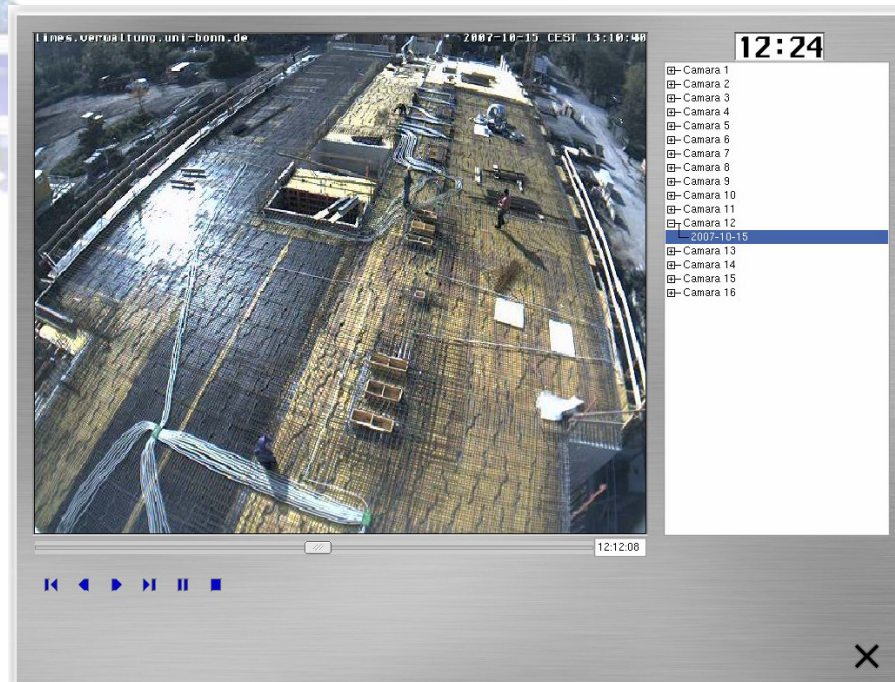 limes.verwaltung.uni-bonn.de 2007-10-15 CEST 13:10:40
12:24
Camara 1
Camara 2
Camara 3
Camara 4
Camara 5
Camara 6
Camara 7
Camara 8
Camara 9
Camara 10
Camara 11
Camara 12
2007-10-15
Camara 13
Camara 14
Camara 15
Camara 16
12:12:08